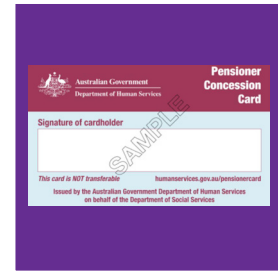 Australian Government
Department of Human Services
Pensioner
Concession
Card
Signature of cardholder
SAMPLE
This card is NOT transferable humanservices.gov.au/pensionercard
Issued by the Australian Government Department of Human Services
on behalf of the Department of Social Services